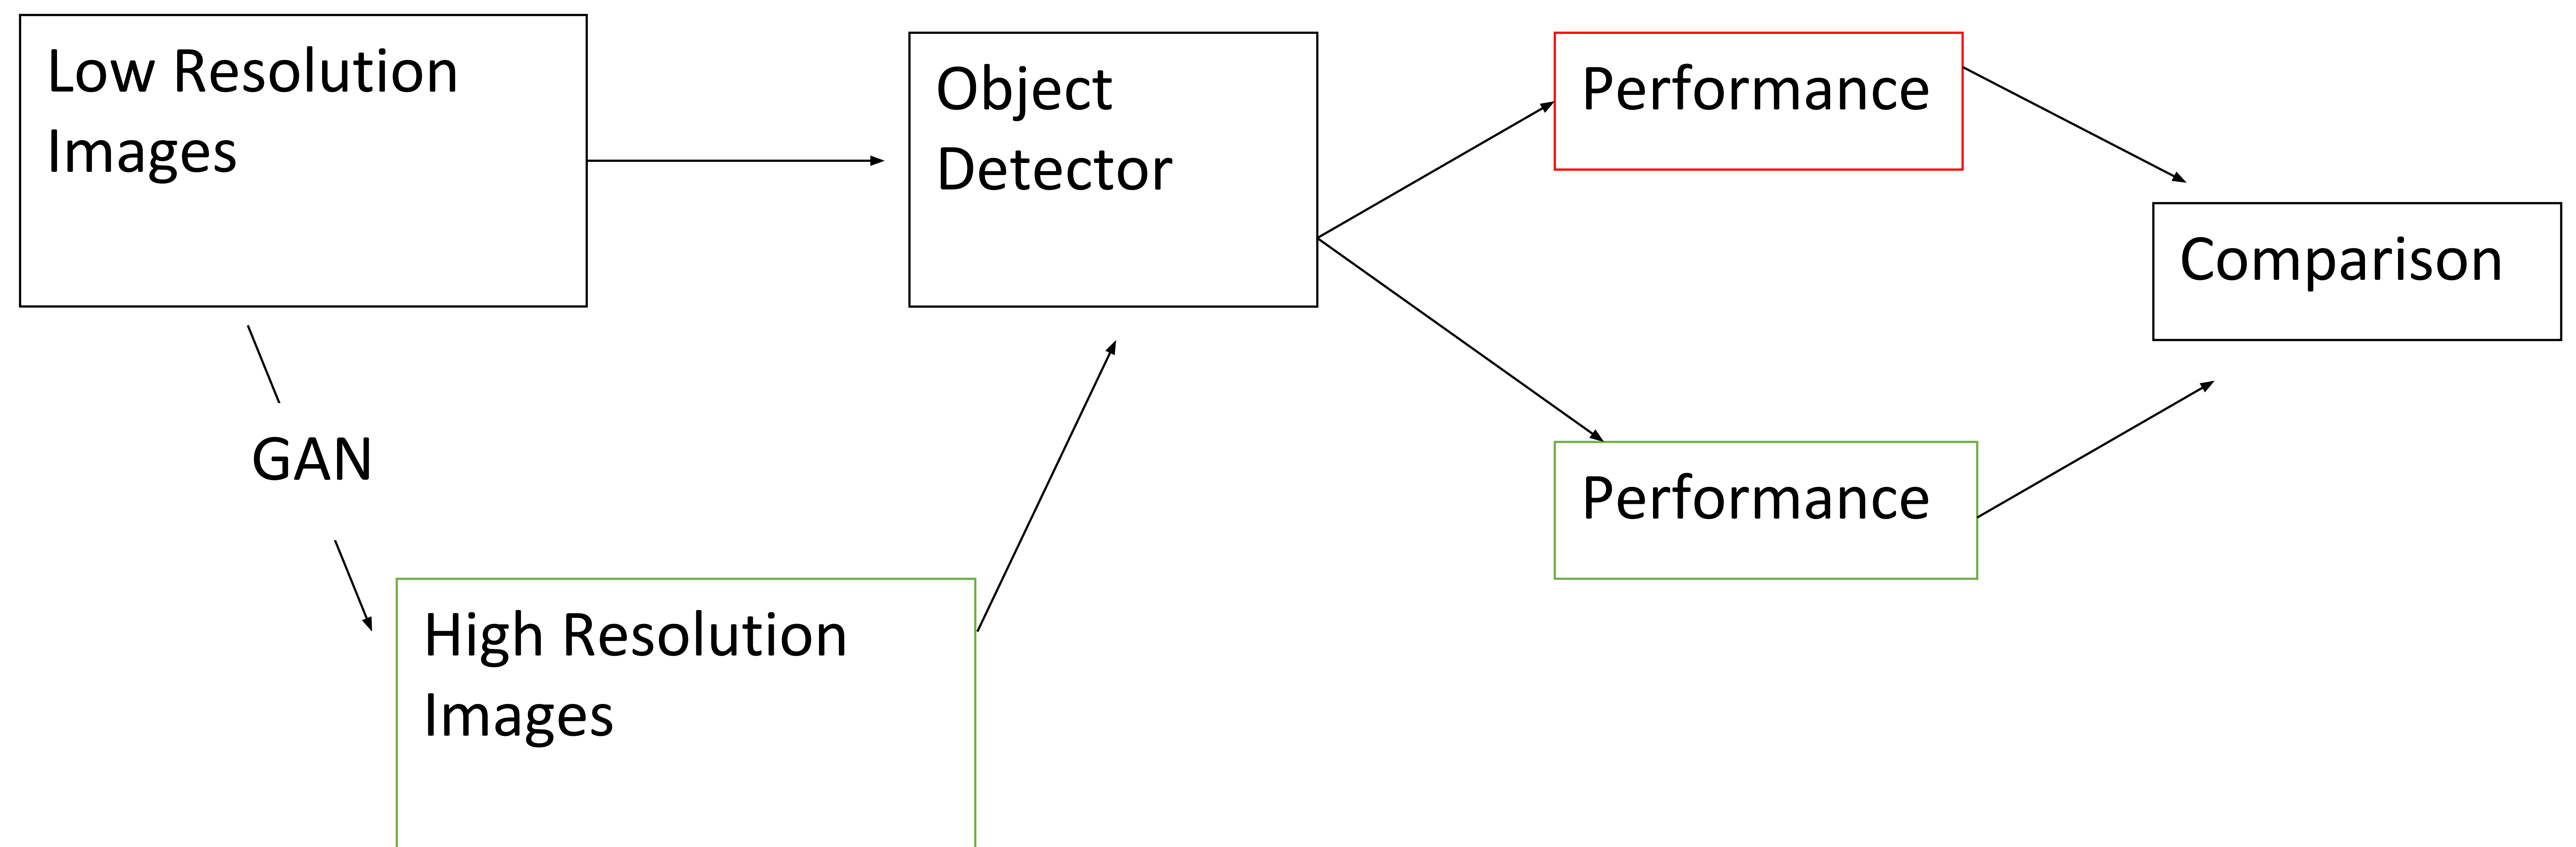 Low Resolution
Images
Object
Detector
Performance
Comparison
GAN
Performance
High Resolution
Images